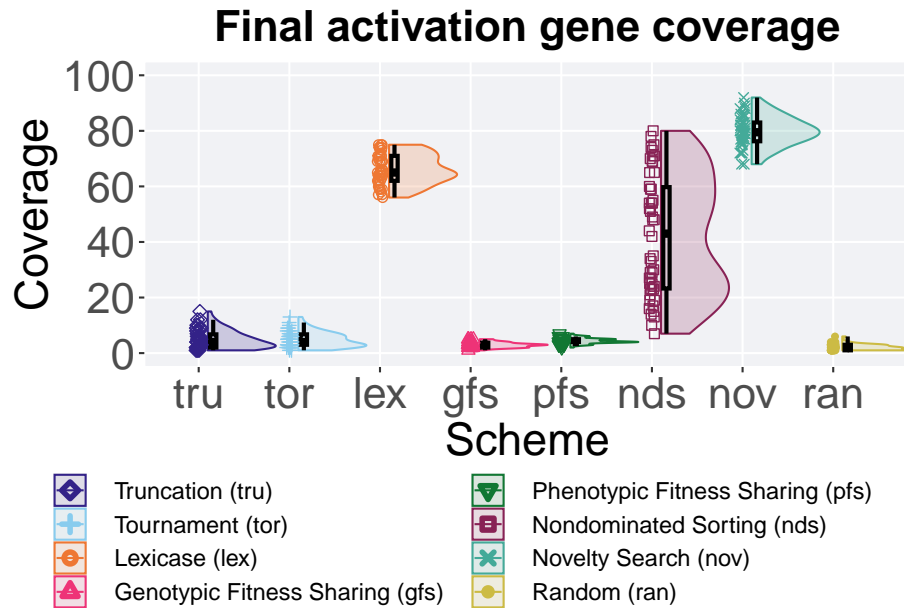 Final activation gene coverage
100
80
60
40
20
0
Coverage
tru tor lex gfs pfs nds nov ran
Scheme
Truncation (tru)
Tournament (tor)
Lexicase (lex)
Genotypic Fitness Sharing (gfs)
Phenotypic Fitness Sharing (pfs)
Nondominated Sorting (nds)
Novelty Search (nov)
Random (ran)